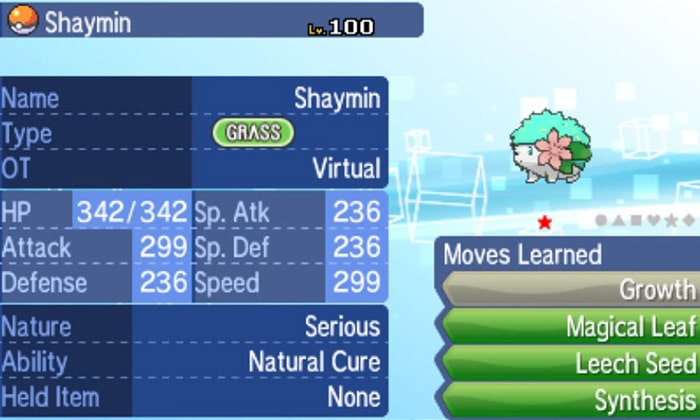 Shaymin Lv.100
Name Shaymin
Type GRASS
OT Virtual
HP 342/342 Sp. Atk 236
Attack 299 Sp. Def 236
Defense 236 Speed 299
Nature Serious
Ability Natural Cure
Held Item None
Moves Learned
Growth
Magical Leaf
Leech Seed
Synthesis